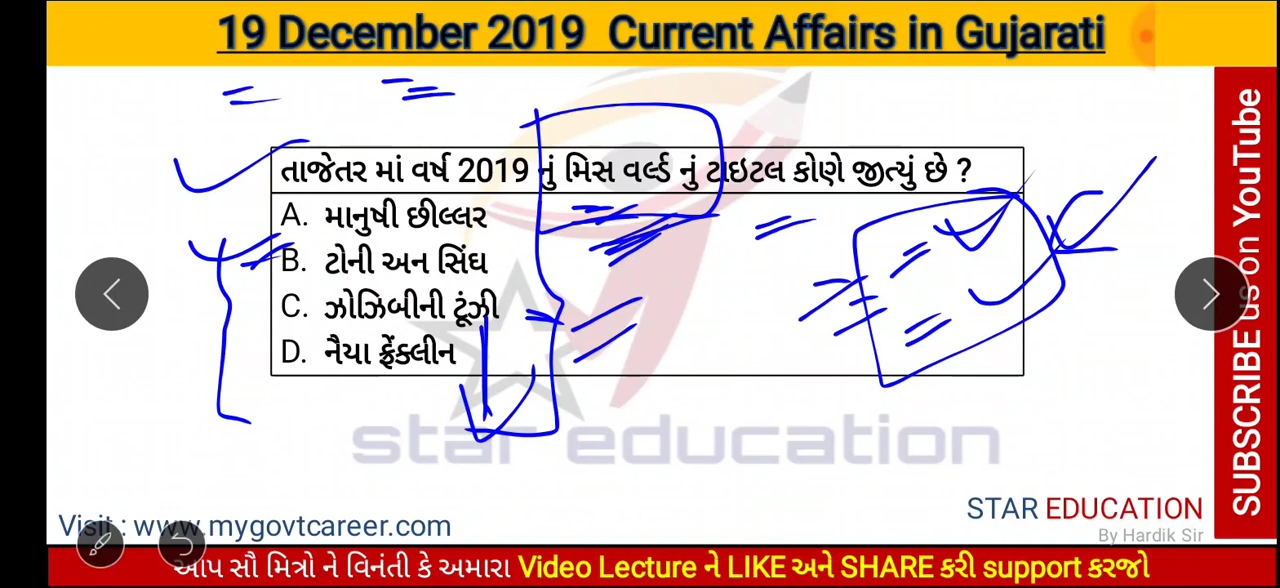 19 December 2019 Current Affairs in Gujarati
તાજેતર માં વર્ષ 2019 નું મિસ વર્લ્ડ નું ટાઇટલ કોણે જીત્યું છે ?
A. માનુષી છીલ્લર
B. ટોની અન સિંઘ
C. ઝોઝિબીની ટૂંઝી
D. નૈયા ફ્રેંક્લીન
star education
SUBSCRIBE us on YouTube
STAR EDUCATION
By Hardik Sir
Visit : www.mygovtcareer.com
આપ સૌ મિત્રો ને વિનંતી કે અમારા Video Lecture ને LIKE અને SHARE કરી support કરજો